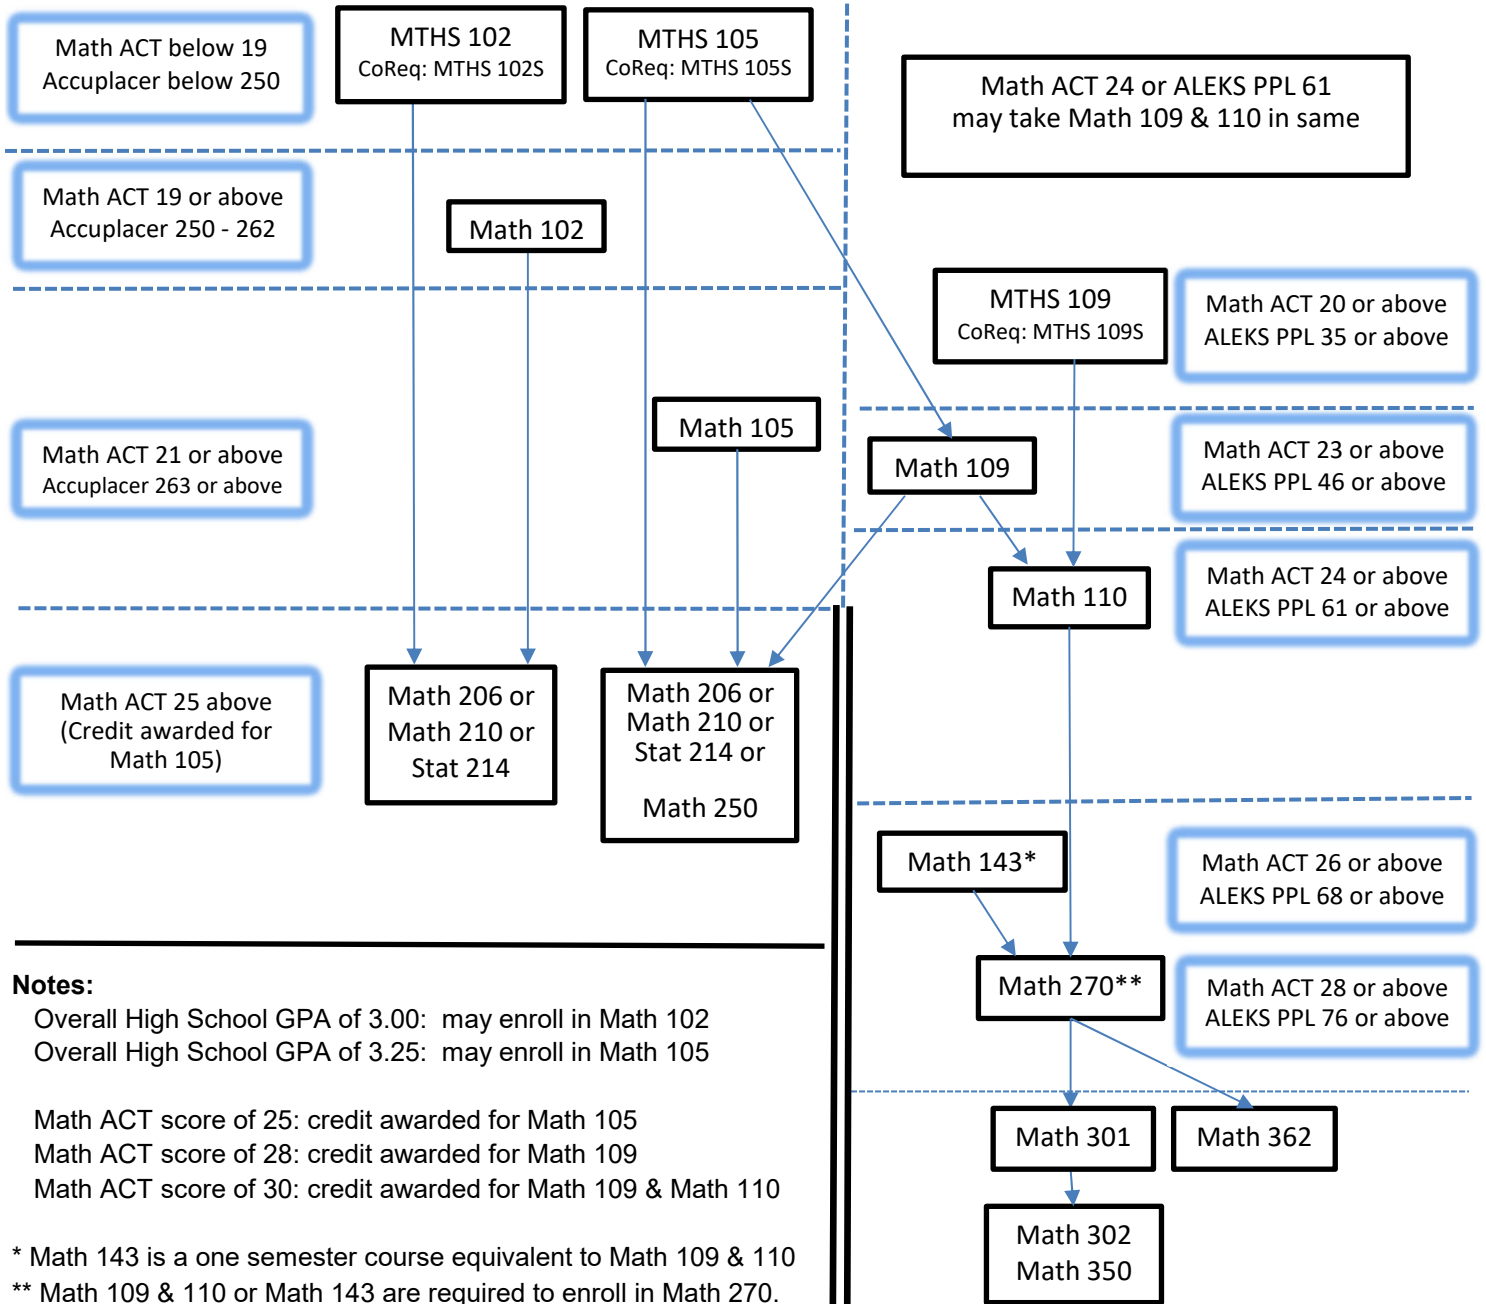 Math ACT below 19
Accuplacer below 250
MTHS 102
CoReq: MTHS 102S
MTHS 105
CoReq: MTHS 105S
Math ACT 24 or ALEKS PPL 61
may take Math 109 & 110 in same
Math ACT 19 or above
Accuplacer 250 - 262
Math 102
MTHS 109
CoReq: MTHS 109S
Math ACT 20 or above
ALEKS PPL 35 or above
Math ACT 21 or above
Accuplacer 263 or above
Math 105
Math 109
Math ACT 23 or above
ALEKS PPL 46 or above
Math 110
Math ACT 24 or above
ALEKS PPL 61 or above
Math ACT 25 above
(Credit awarded for
Math 105)
Math 206 or
Math 210 or
Stat 214
Math 206 or
Math 210 or
Stat 214 or
Math 250
Math 143*
Math ACT 26 or above
ALEKS PPL 68 or above
Math 270**
Math ACT 28 or above
ALEKS PPL 76 or above
Math 301
Math 362
Math 302
Math 350
Notes:
Overall High School GPA of 3.00: may enroll in Math 102
Overall High School GPA of 3.25: may enroll in Math 105
Math ACT score of 25: credit awarded for Math 105
Math ACT score of 28: credit awarded for Math 109
Math ACT score of 30: credit awarded for Math 109 & Math 110
* Math 143 is a one semester course equivalent to Math 109 & 110
** Math 109 & 110 or Math 143 are required to enroll in Math 270.